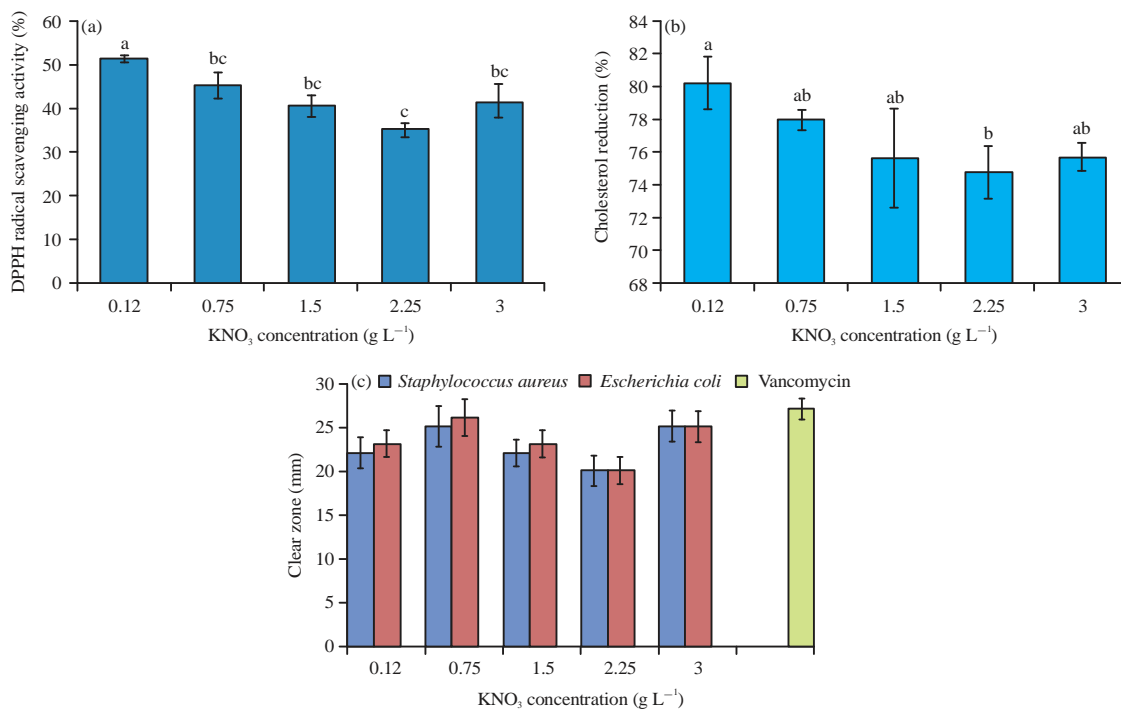 (a)
DPPH radical scavenging activity (%)
60
50
40
30
20
10
0
a
bc
bc
c
bc
0.12 0.75 1.5 2.25 3
KNO₃ concentration (g L⁻¹)
(b)
Cholesterol reduction (%)
84
82
80
78
76
74
72
70
68
a
ab
ab
b
ab
0.12 0.75 1.5 2.25 3
KNO₃ concentration (g L⁻¹)
(c) Staphylococcus aureus Escherichia coli Vancomycin
Clear zone (mm)
30
25
20
15
10
5
0
0.12 0.75 1.5 2.25 3
KNO₃ concentration (g L⁻¹)